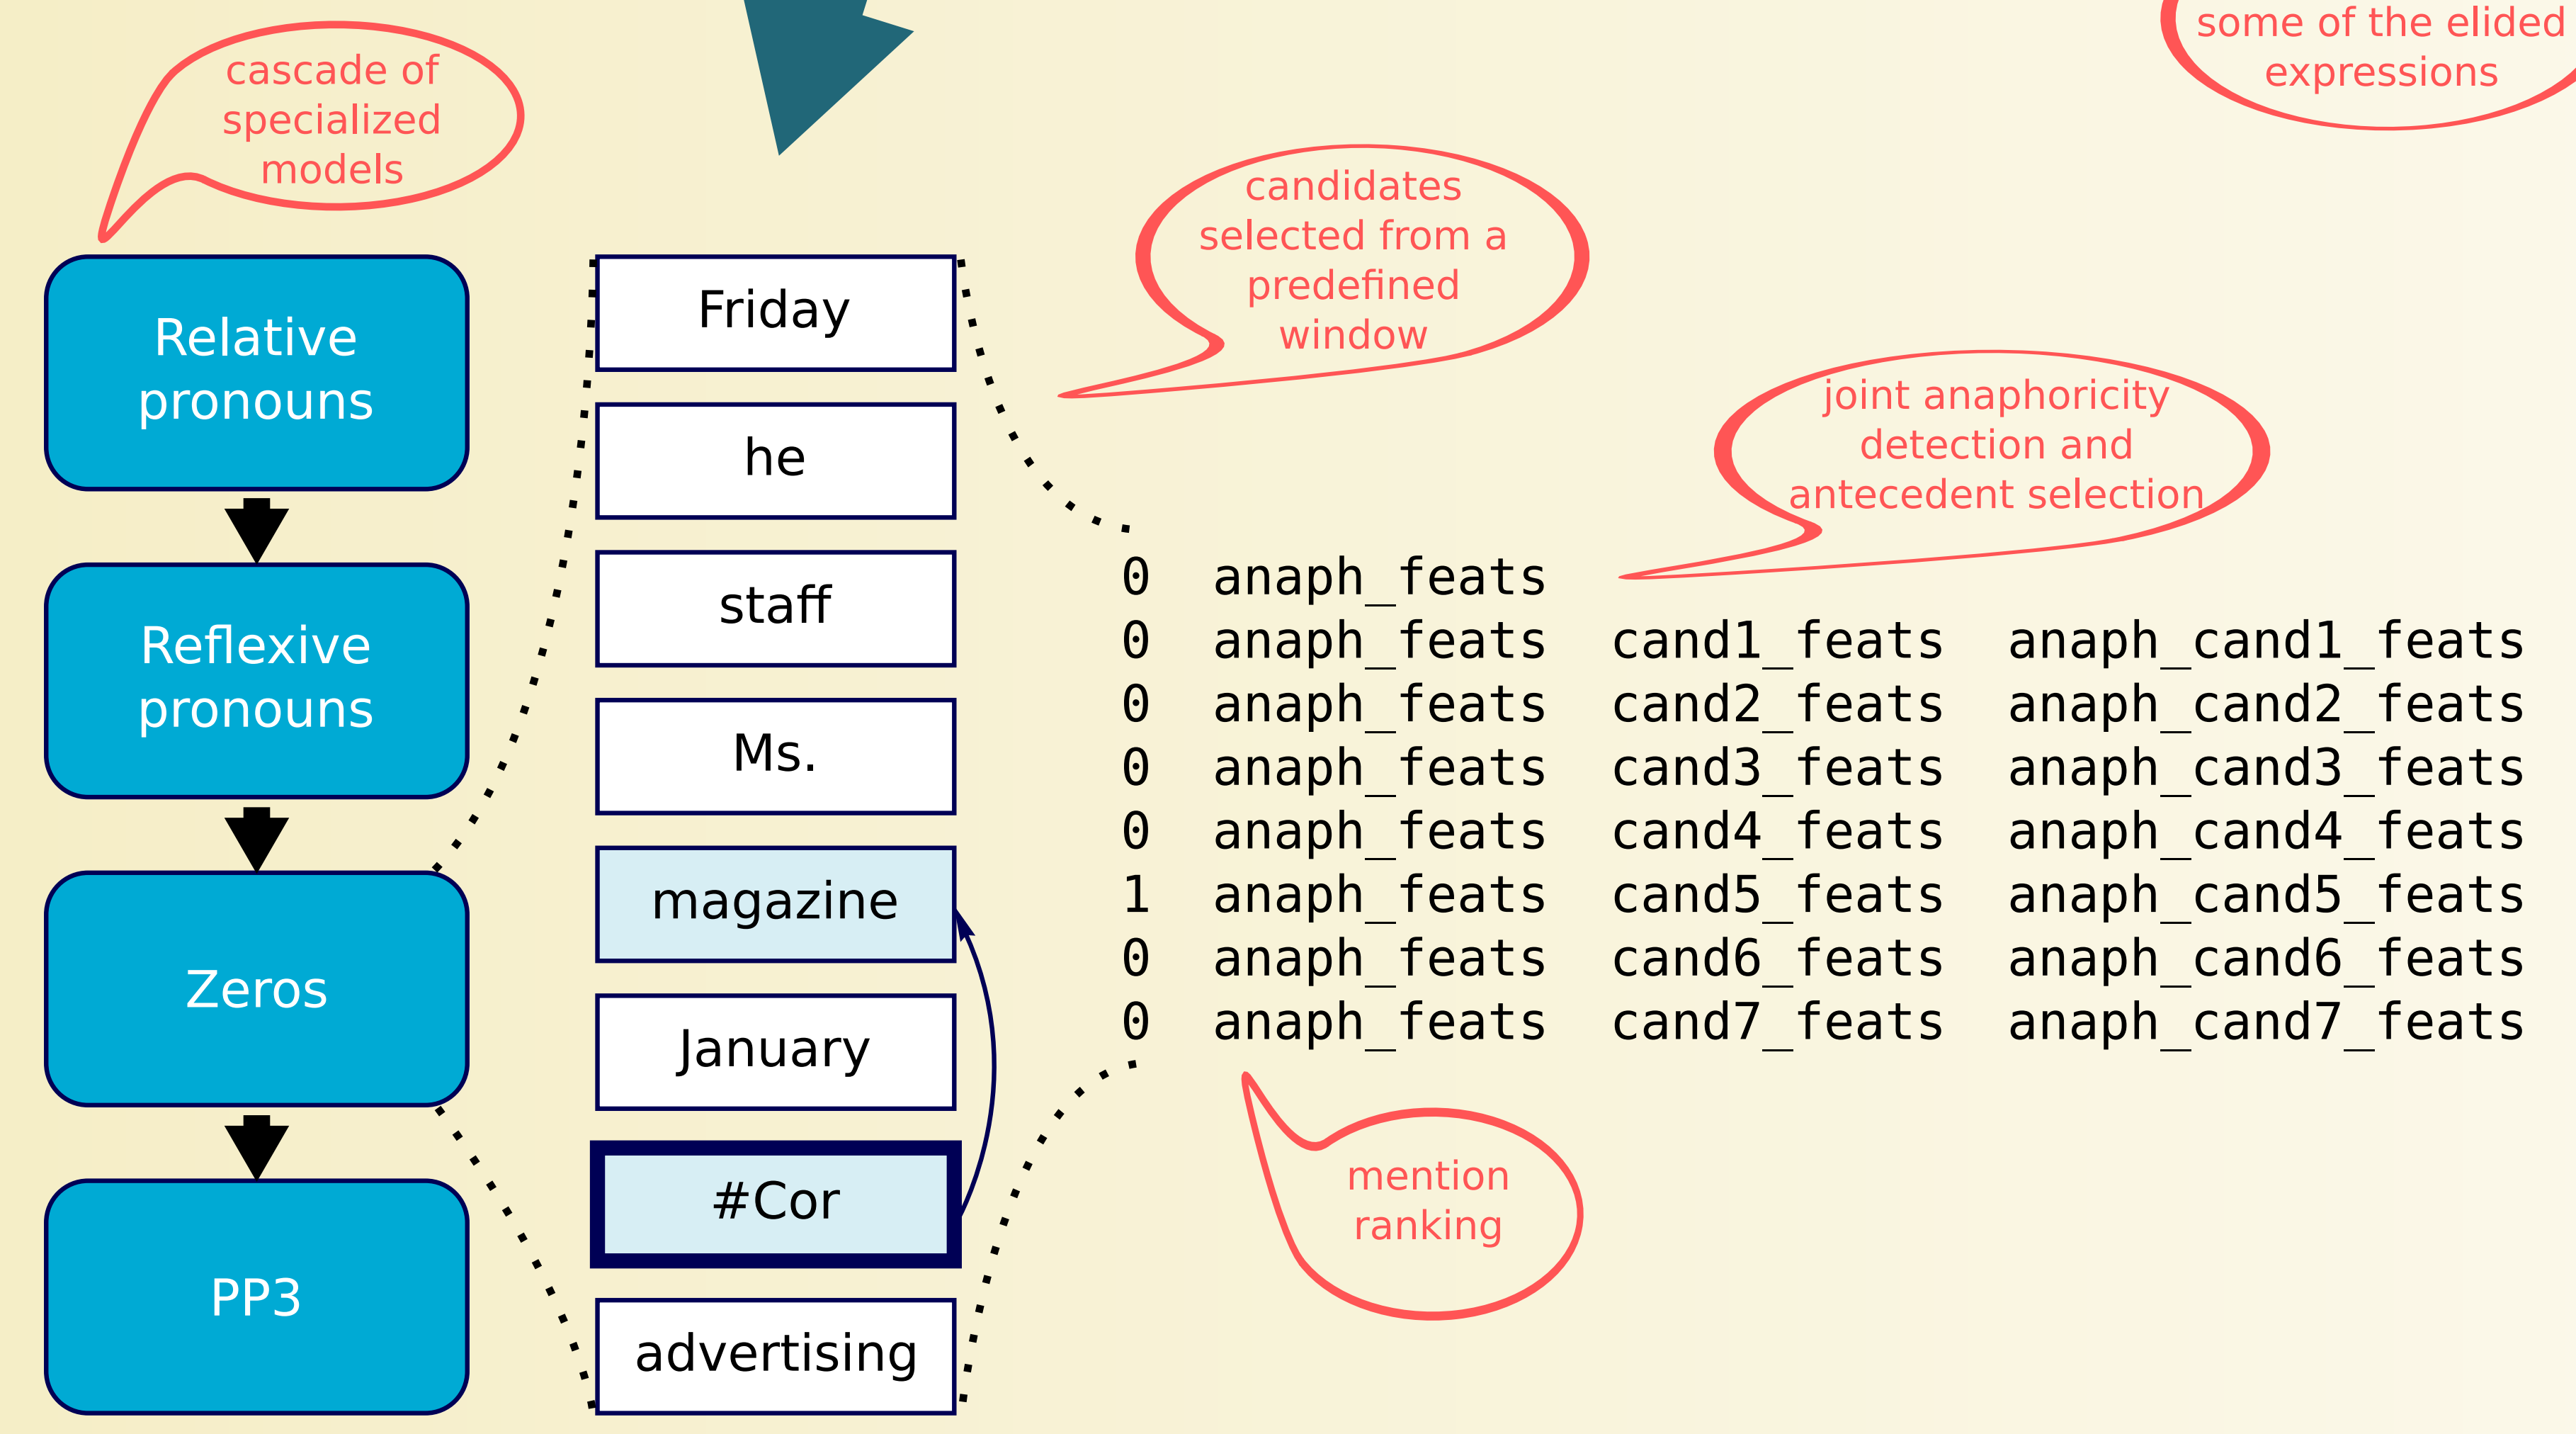 some of the elided
expressions
cascade of
specialized
models
candidates
selected from a
predefined
window
joint anaphoricity
detection and
antecedent selection
Relative
pronouns
Reflexive
pronouns
Zeros
PP3
Friday
he
staff
Ms.
magazine
January
#Cor
advertising
0 anaph_feats
0 anaph_feats cand1_feats anaph_cand1_feats
0 anaph_feats cand2_feats anaph_cand2_feats
0 anaph_feats cand3_feats anaph_cand3_feats
0 anaph_feats cand4_feats anaph_cand4_feats
1 anaph_feats cand5_feats anaph_cand5_feats
0 anaph_feats cand6_feats anaph_cand6_feats
0 anaph_feats cand7_feats anaph_cand7_feats
mention
ranking